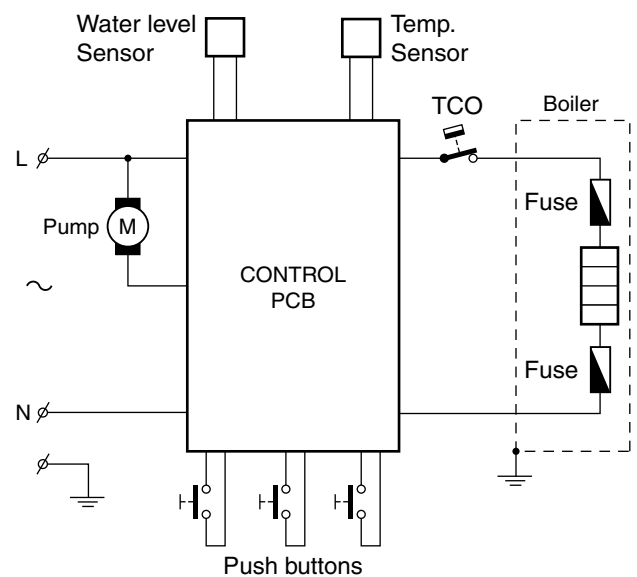 Water level
Sensor
Temp.
Sensor
TCO
Boiler
L
Fuse
Pump
M
CONTROL
PCB
Fuse
N
Push buttons